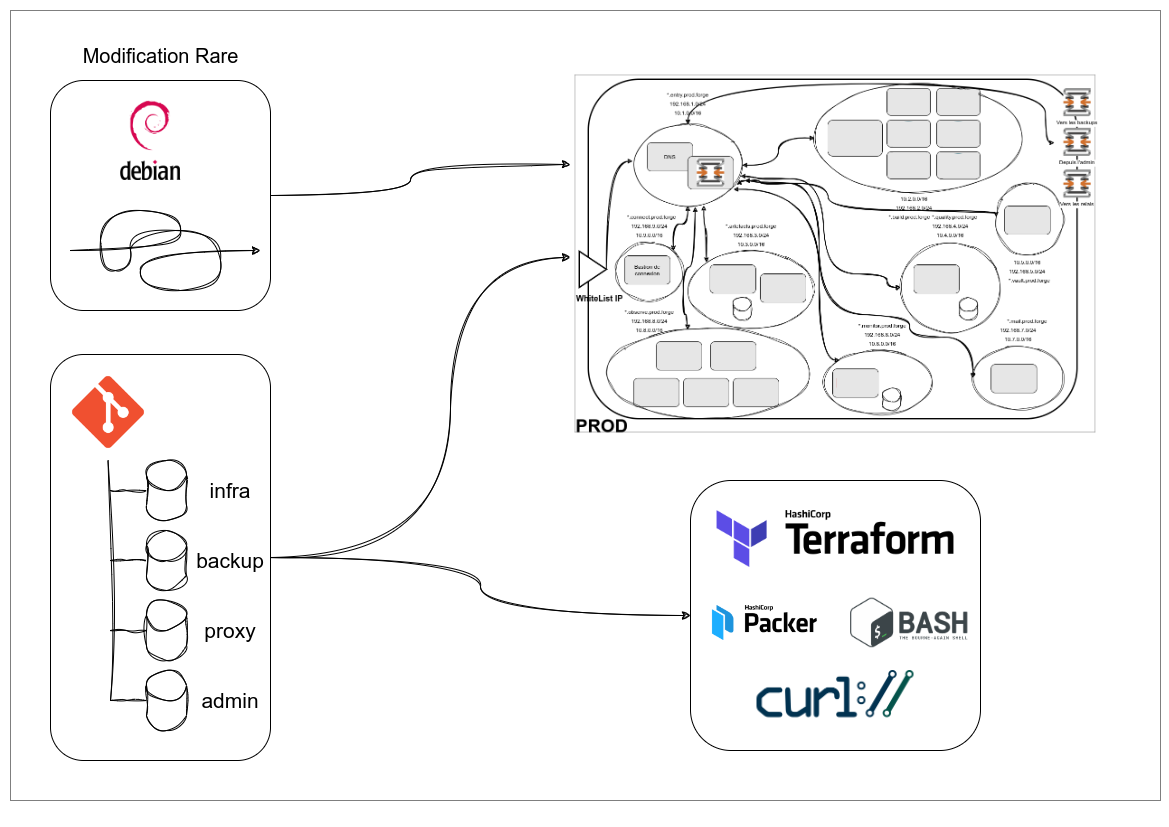 Modification Rare
debian
infra
backup
proxy
admin
*.entry.prod.forge
192.168.1.0/24
10.1.0.0/16
DNS
Vers les backups
Depuis l'admin
Vers les relais
10.2.0.0/16
192.168.2.0/24
*.build.prod.forge
*.quality.prod.forge
192.168.4.0/24
10.4.0.0/16
10.5.0.0/16
192.168.5.0/24
*.vault.prod.forge
*.connect.prod.forge
192.168.9.0/24
10.9.0.0/16
Bastion de
connexion
WhiteList IP
*.artefacts.prod.forge
192.168.3.0/24
10.3.0.0/16
*.observe.prod.forge
192.168.8.0/24
10.8.0.0/16
*.monitor.prod.forge
192.168.6.0/24
10.6.0.0/16
*.mail.prod.forge
192.168.7.0/24
10.7.0.0/16
PROD
HashiCorp
Terraform
HashiCorp
Packer
$_
BASH
THE BOURNE-AGAIN SHELL
curl://